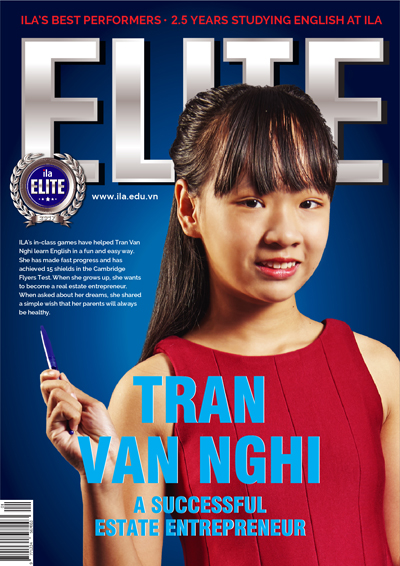 ILA'S BEST PERFORMERS • 2.5 YEARS STUDYING ENGLISH AT ILA
ELITE
ila
ELITE
www.ila.edu.vn
ILA's in-class games have helped Tran Van
Nghi learn English in a fun and easy way.
She has made fast progress and has
achieved 15 shields in the Cambridge
Flyers Test. When she grows up, she wants
to become a real estate entrepreneur.
When asked about her dreams, she shared
a simple wish that her parents will always
be healthy.
ila
TRAN
VAN NGHI
A SUCCESSFUL
ESTATE ENTREPRENEUR